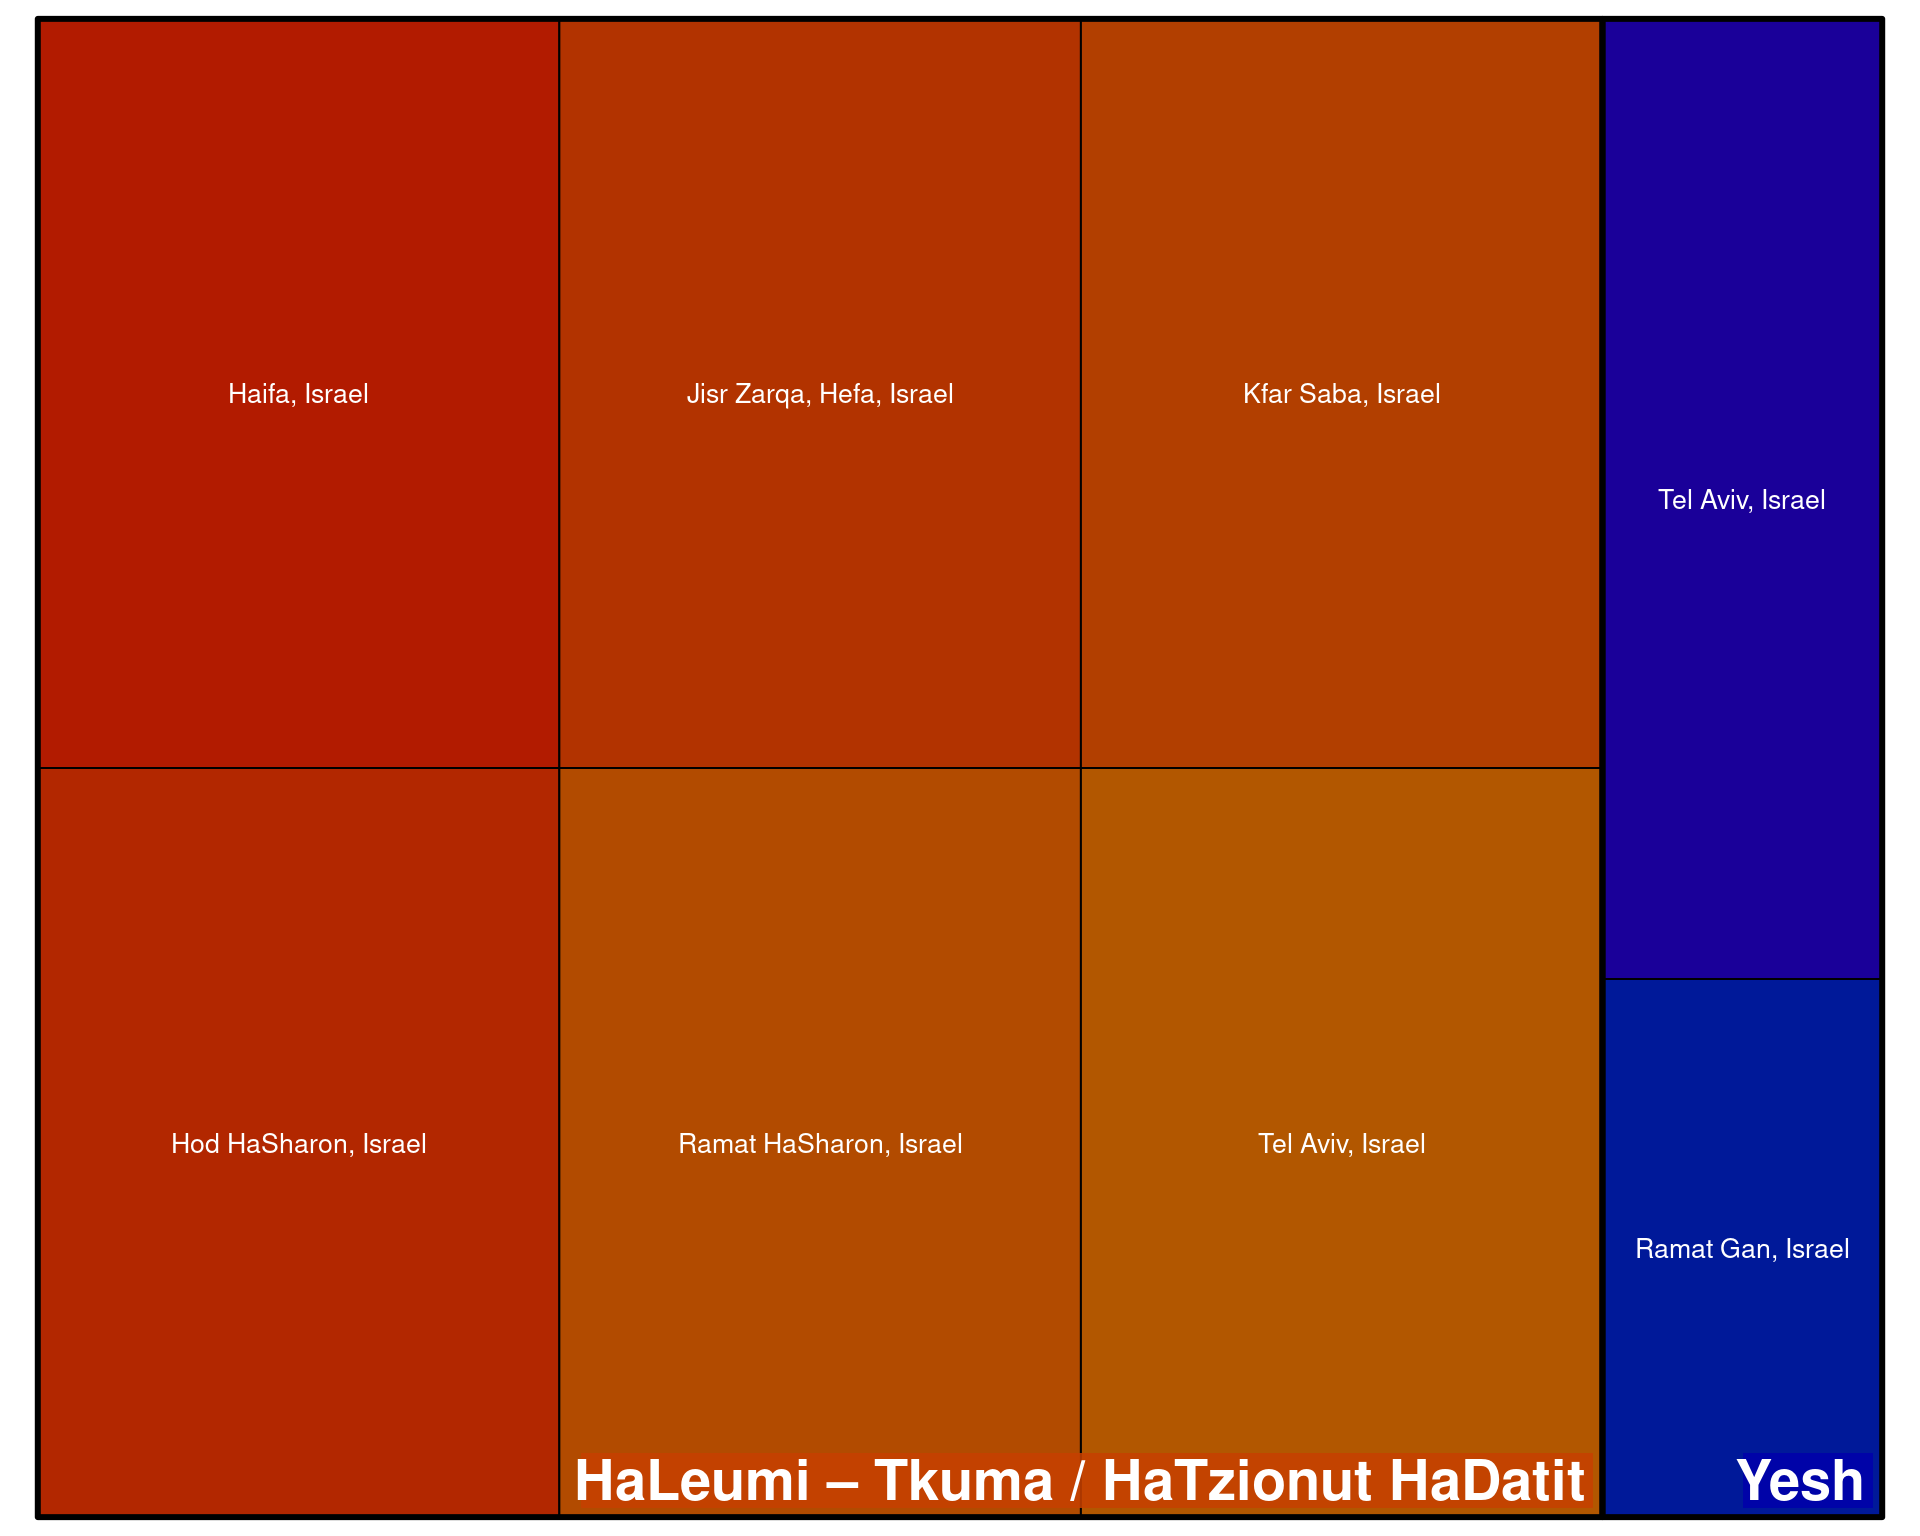 Haifa, Israel
Jisr Zarqa, Hefa, Israel
Kfar Saba, Israel
Tel Aviv, Israel
Hod HaSharon, Israel
Ramat HaSharon, Israel
Tel Aviv, Israel
Ramat Gan, Israel
HaLeumi – Tkuma / HaTzionut HaDatit
Yesh